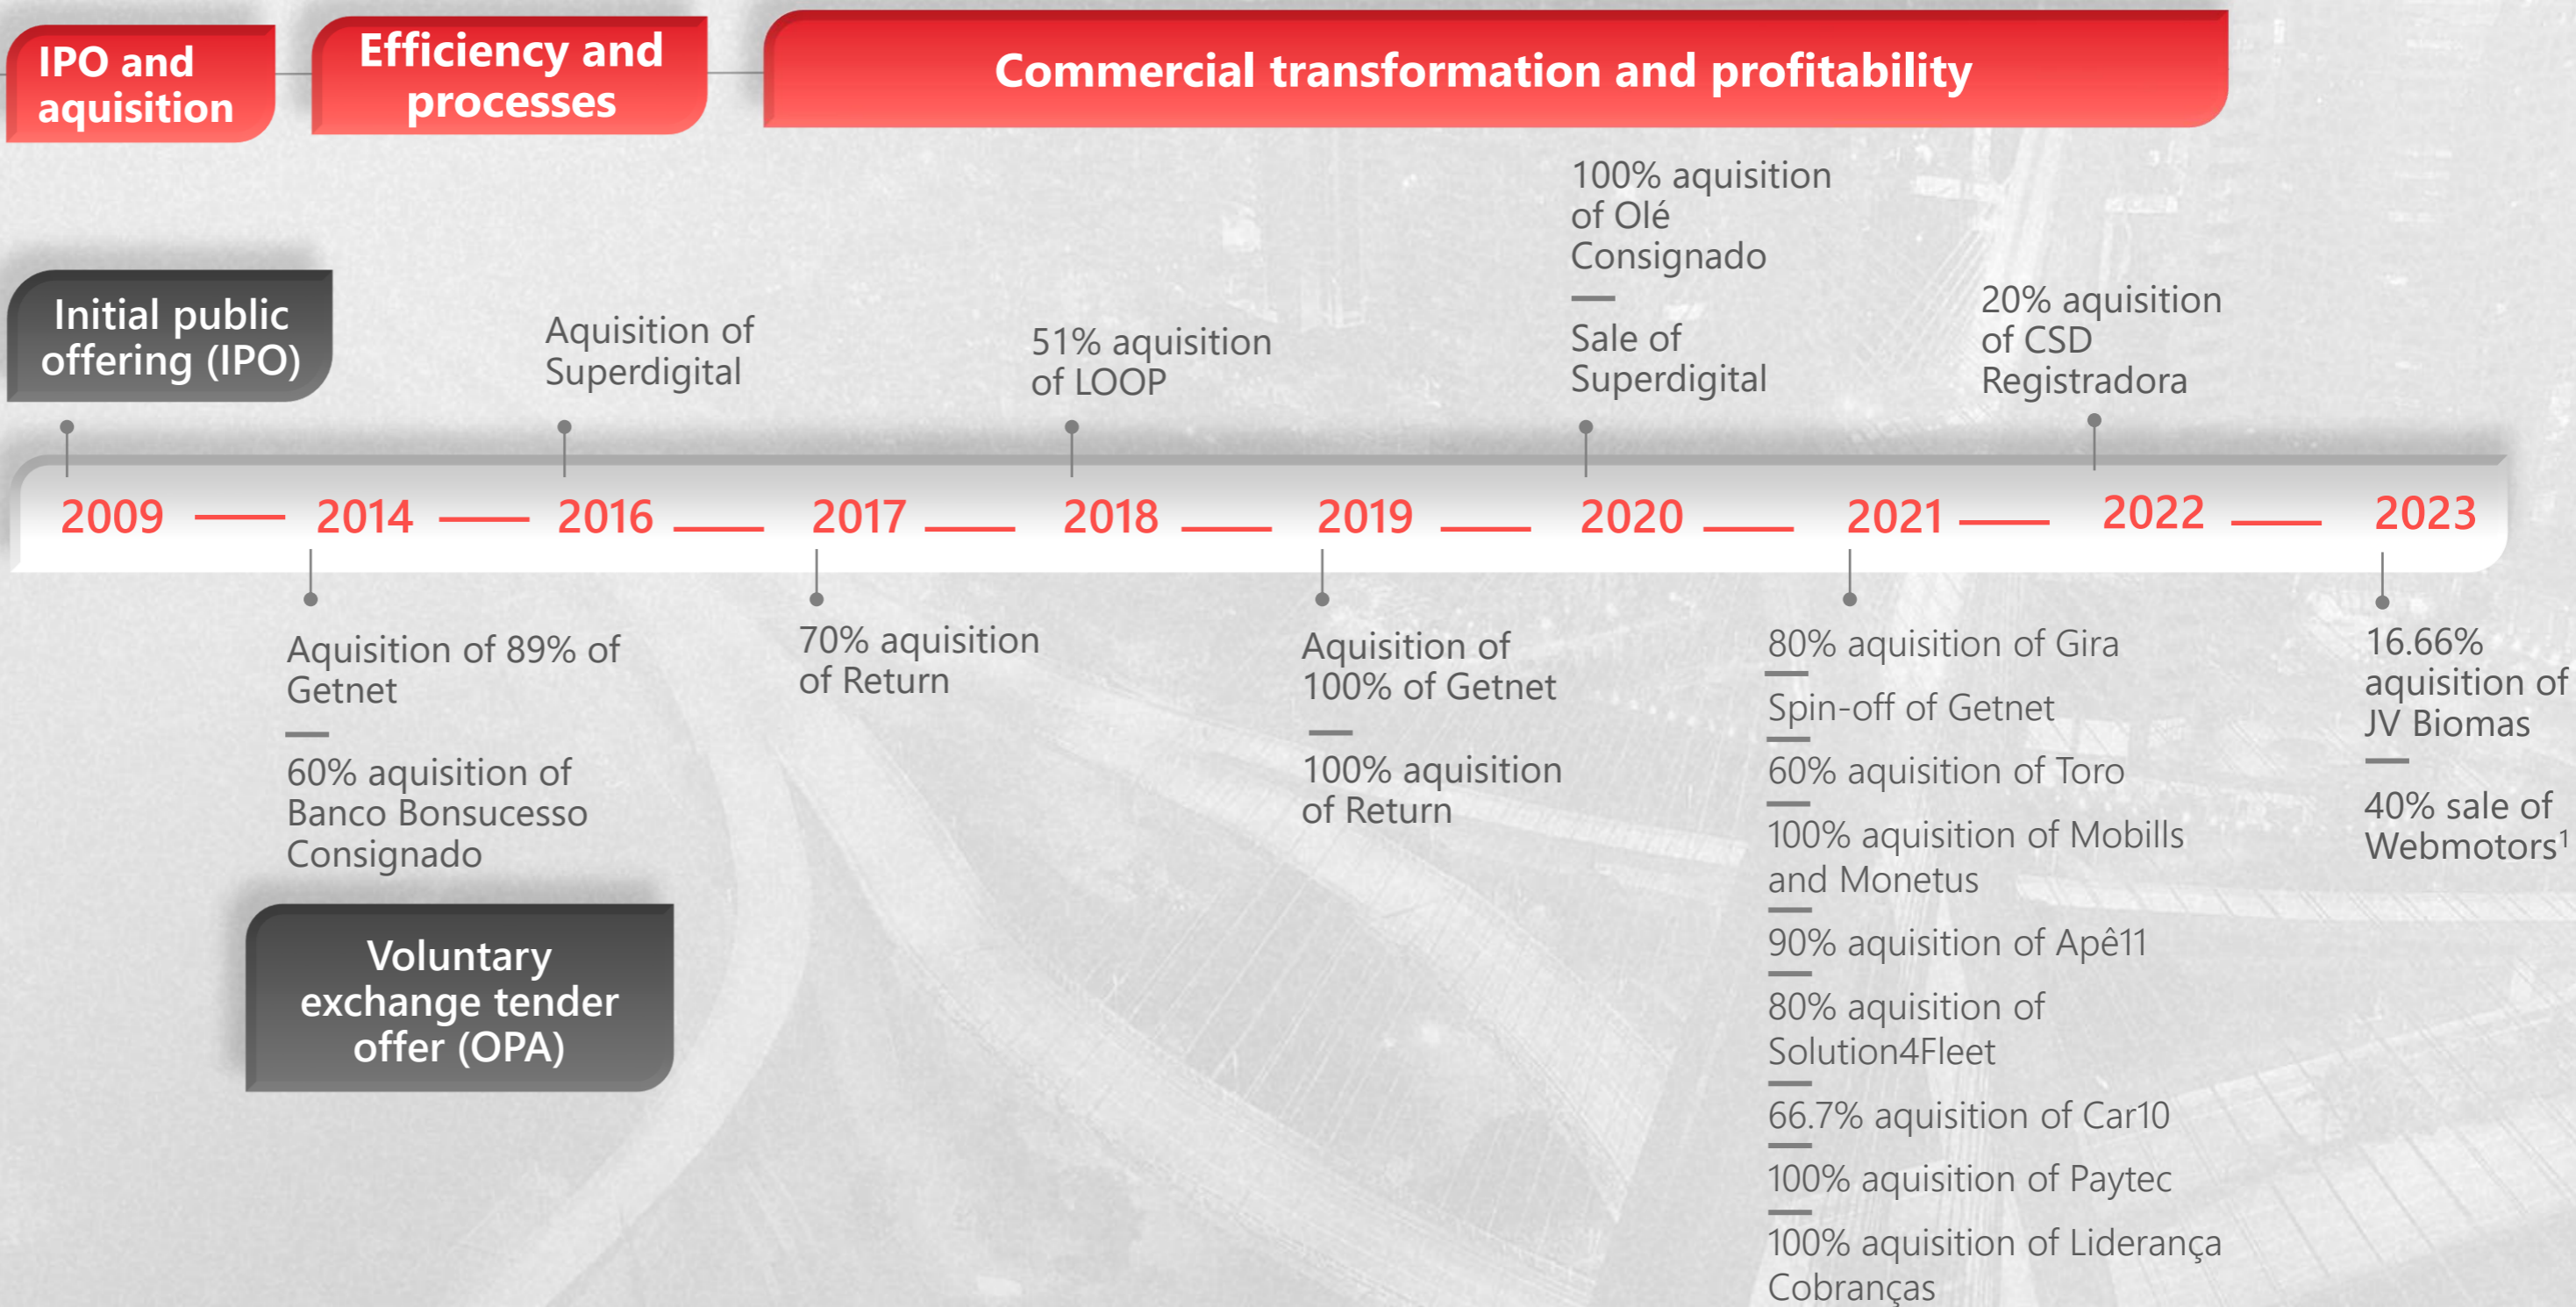 IPO and
aquisition
Efficiency and
processes
Commercial transformation and profitability
Initial public
offering (IPO)
Aquisition of
Superdigital
51% aquisition
of LOOP
100% aquisition
of Olé
Consignado
Sale of
Superdigital
20% aquisition
of CSD
Registradora
2009
2014
2016
2017
2018
2019
2020
2021
2022
2023
Aquisition of 89% of
Getnet
60% aquisition of
Banco Bonsucesso
Consignado
Voluntary
exchange tender
offer (OPA)
70% aquisition
of Return
Aquisition of
100% of Getnet
100% aquisition
of Return
80% aquisition of Gira
Spin-off of Getnet
60% aquisition of Toro
100% aquisition of Mobills
and Monetus
90% aquisition of Apê11
80% aquisition of
Solution4Fleet
66.7% aquisition of Car10
100% aquisition of Paytec
100% aquisition of Liderança
Cobranças
16.66%
aquisition of
JV Biomas
40% sale of
Webmotors¹